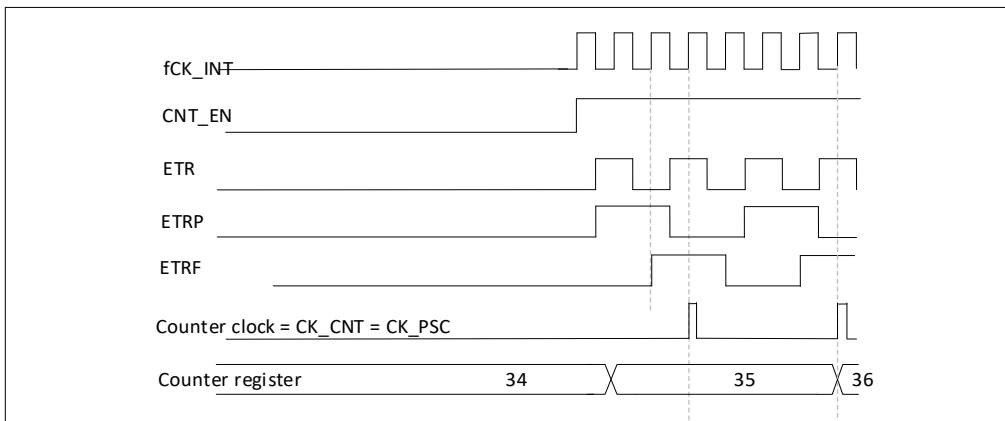 fCK_INT
CNT_EN
ETR
ETRP
ETRF
Counter clock = CK_CNT = CK_PSC
Counter register 34 35 36